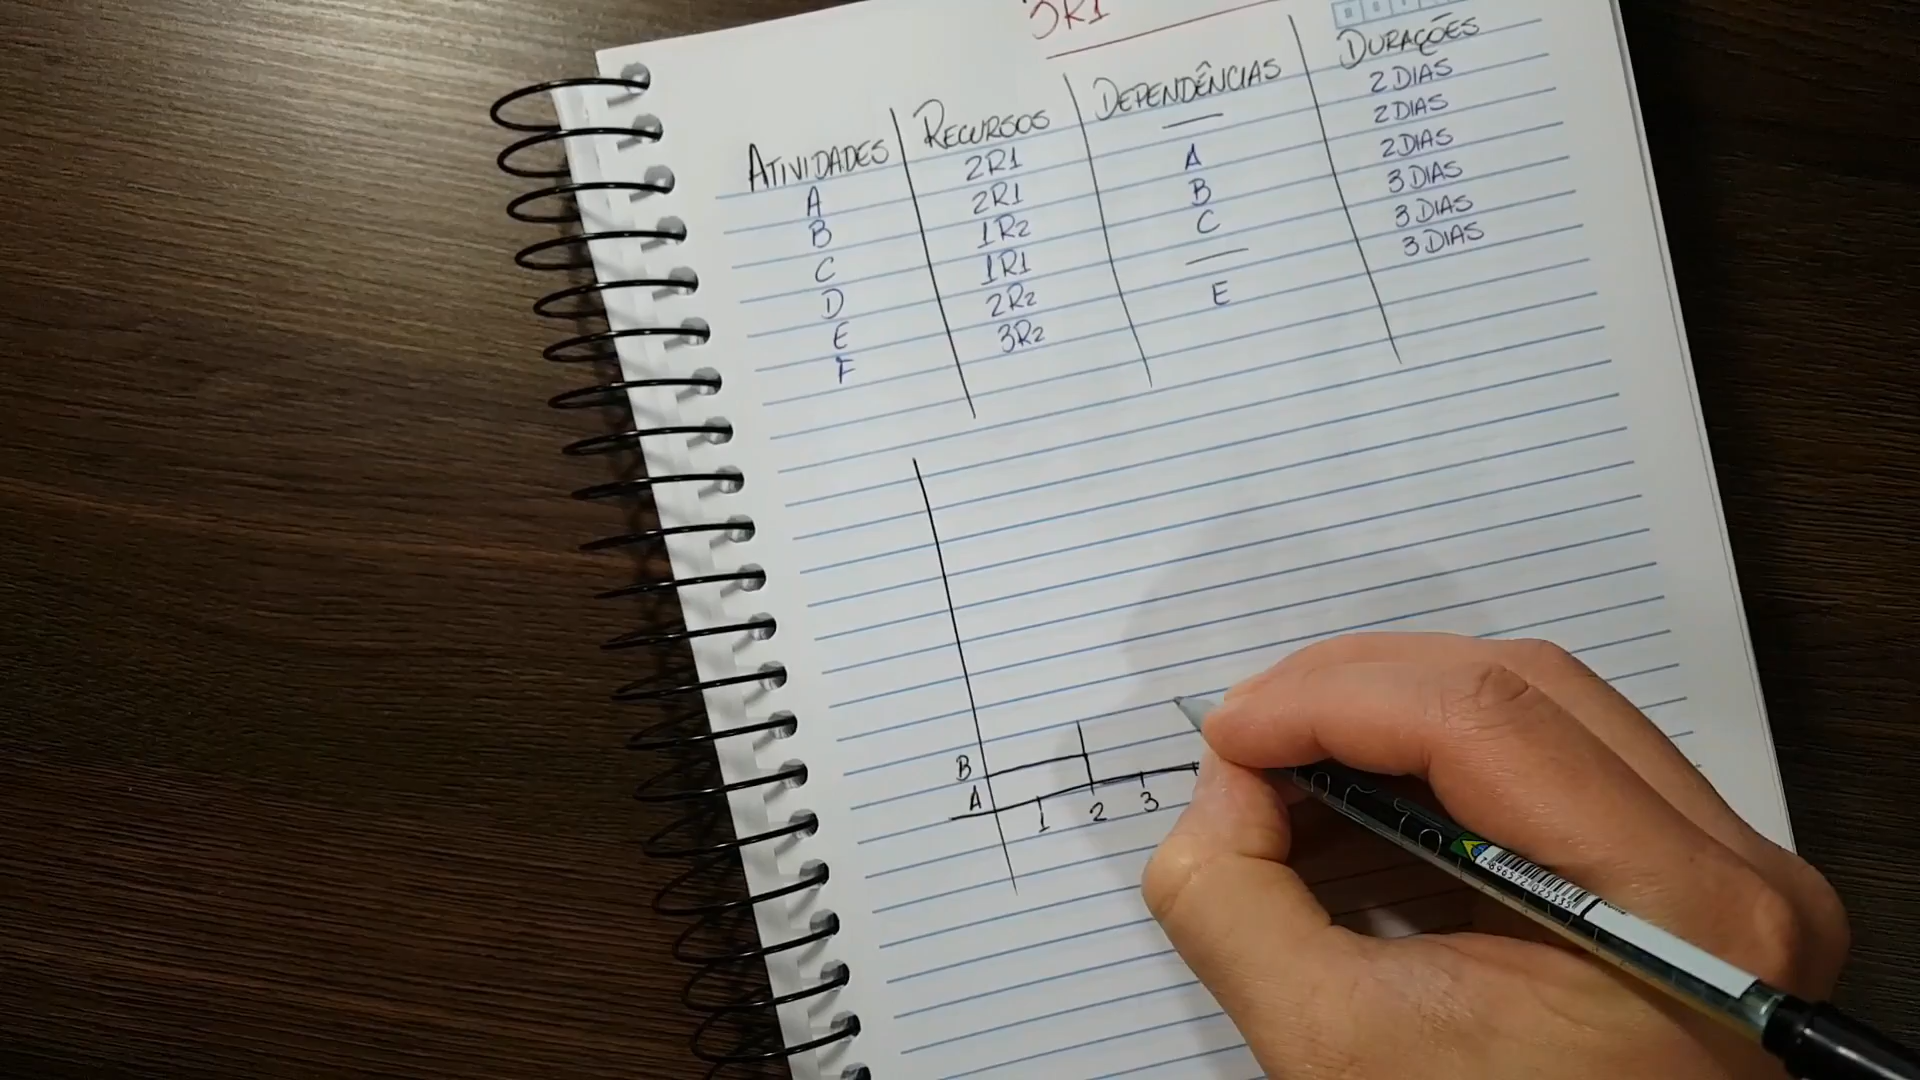 3R1
ATIVIDADES RECURSOS DEPENDÊNCIAS DURAÇÕES
A 2R1 — 2 DIAS
B 2R1 A 2 DIAS
C 1R2 B 2 DIAS
D 1R1 C 3 DIAS
E 2R2 — 3 DIAS
F 3R2 E 3 DIAS
B
A
1 2 3